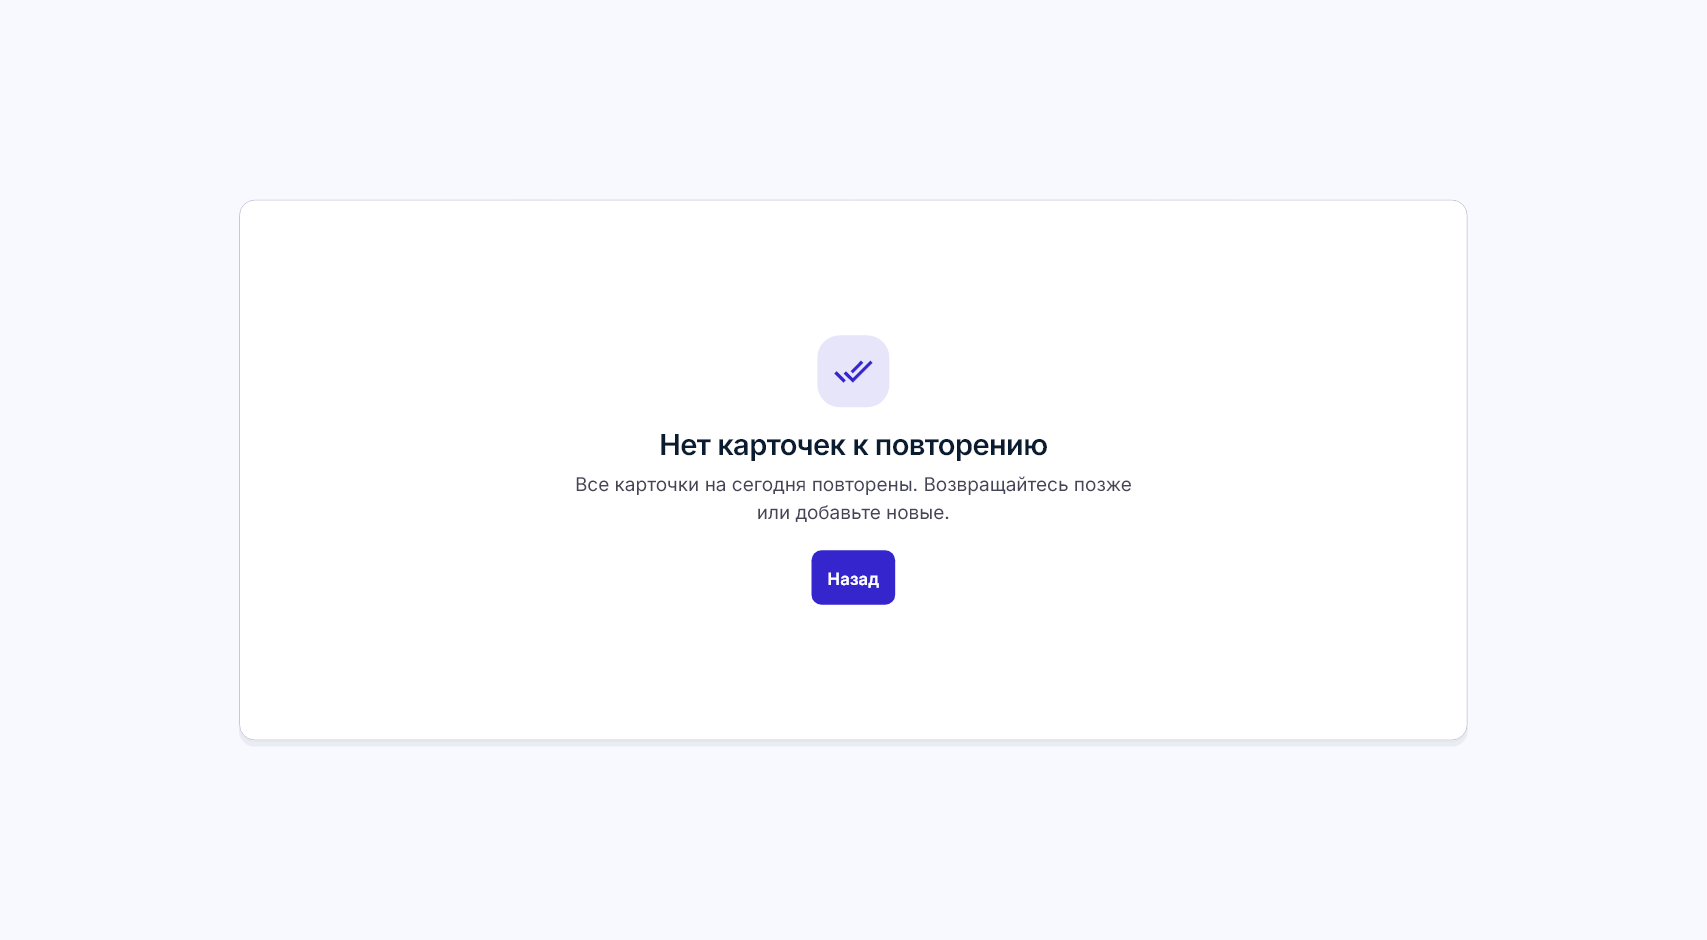 Нет карточек к повторению
Все карточки на сегодня повторены. Возвращайтесь позже
или добавьте новые.
Назад